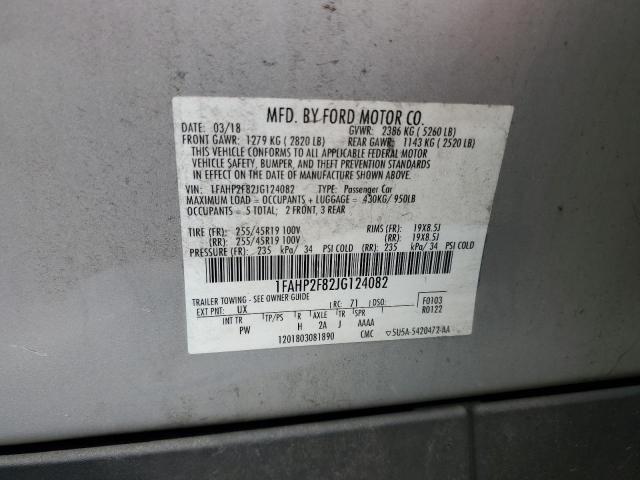 MFD. BY FORD MOTOR CO.
DATE: 03/18 GVWR: 2386 KG ( 5260 LB)
FRONT GAWR: 1279 KG ( 2820 LB) REAR GAWR: 1143 KG ( 2520 LB)
THIS VEHICLE CONFORMS TO ALL APPLICABLE FEDERAL MOTOR
VEHICLE SAFETY, BUMPER, AND THEFT PREVENTION STANDARDS
IN EFFECT ON THE DATE OF MANUFACTURE SHOWN ABOVE.
VIN: 1FAHP2F82JG124082 TYPE: Passenger Car
MAXIMUM LOAD = OCCUPANTS + LUGGAGE = 430KG/ 950LB
OCCUPANTS = 5 TOTAL; 2 FRONT, 3 REAR
TIRE (FR): 255/45R19 100V RIMS (FR): 19X8.5J
(RR): 255/45R19 100V (RR): 19X8.5J
PRESSURE (FR): 235 kPa/ 34 PSI COLD (RR): 235 kPa/ 34 PSI COLD
1FAHP2F82JG124082
TRAILER TOWING - SEE OWNER GUIDE
EXT PNT: UX RC: 71 DSO: F0103
INT TR TP/PS R AXLE TR SPR R0122
PW H 2A J AAAA
1201803081890 CMC 5U5A-5420472-AA